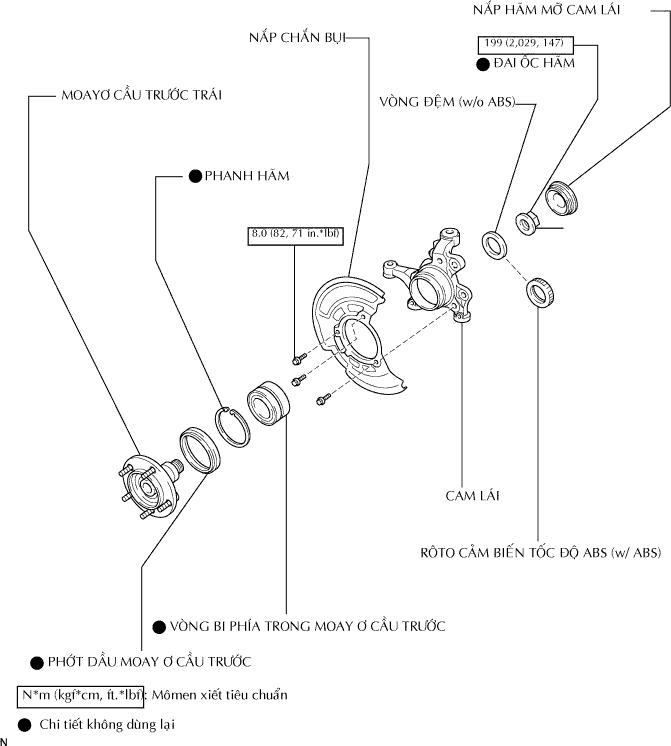 NẮP HÃM MỠ CAM LÁI
NẮP CHẮN BỤI
199 (2,029, 147)
● ĐAI ỐC HÃM
MOAYƠ CẦU TRƯỚC TRÁI
VÒNG ĐỆM (w/o ABS)
● PHANH HÃM
8.0 (82, 71 in.*lbf)
CAM LÁI
RÔTO CẢM BIẾN TỐC ĐỘ ABS (w/ ABS)
● VÒNG BI PHÍA TRONG MOAY Ơ CẦU TRƯỚC
● PHỚT DẦU MOAY Ơ CẦU TRƯỚC
N*m (kgf*cm, ft.*lbf) : Mômen xiết tiêu chuẩn
● Chi tiết không dùng lại
N